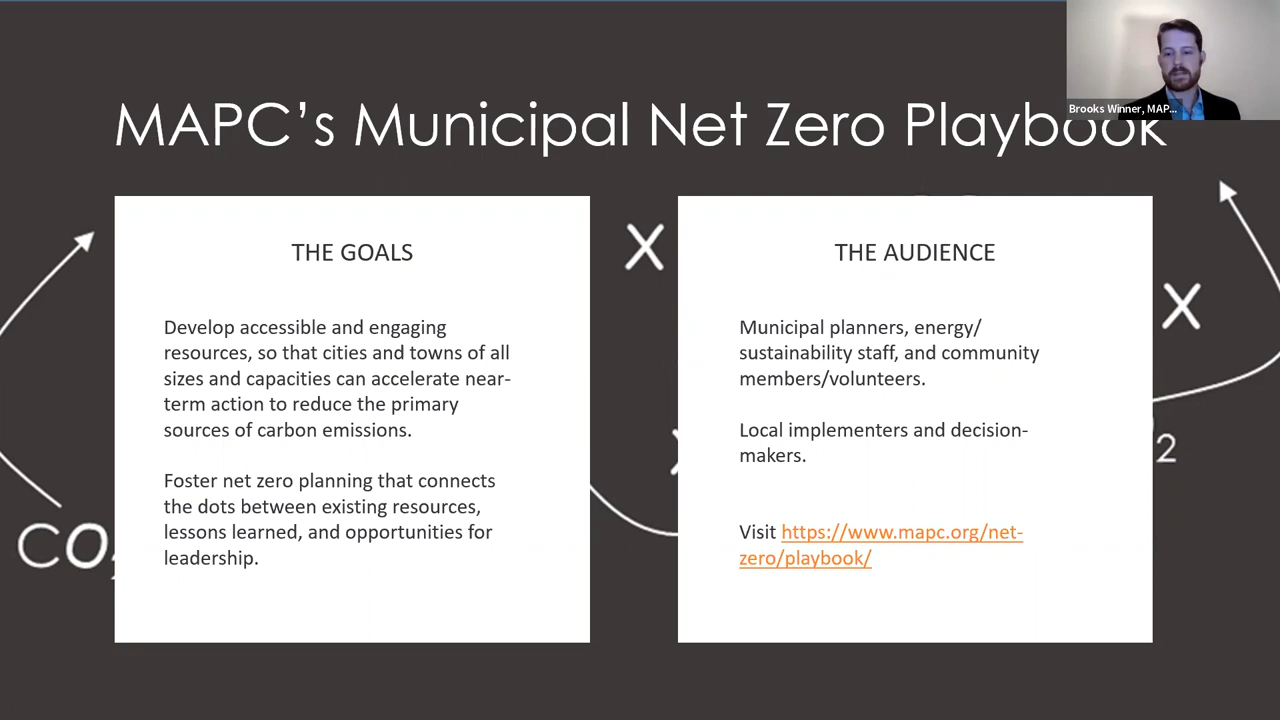 Brooks Winner, MAP...
MAPC's Municipal Net Zero Playbook
THE GOALS
Develop accessible and engaging
resources, so that cities and towns of all
sizes and capacities can accelerate near-
term action to reduce the primary
sources of carbon emissions.
Foster net zero planning that connects
the dots between existing resources,
lessons learned, and opportunities for
leadership.
X
THE AUDIENCE
Municipal planners, energy/
sustainability staff, and community
members/volunteers.
Local implementers and decision-
makers.
Visit https://www.mapc.org/net-
zero/playbook/
X
2
CO₂